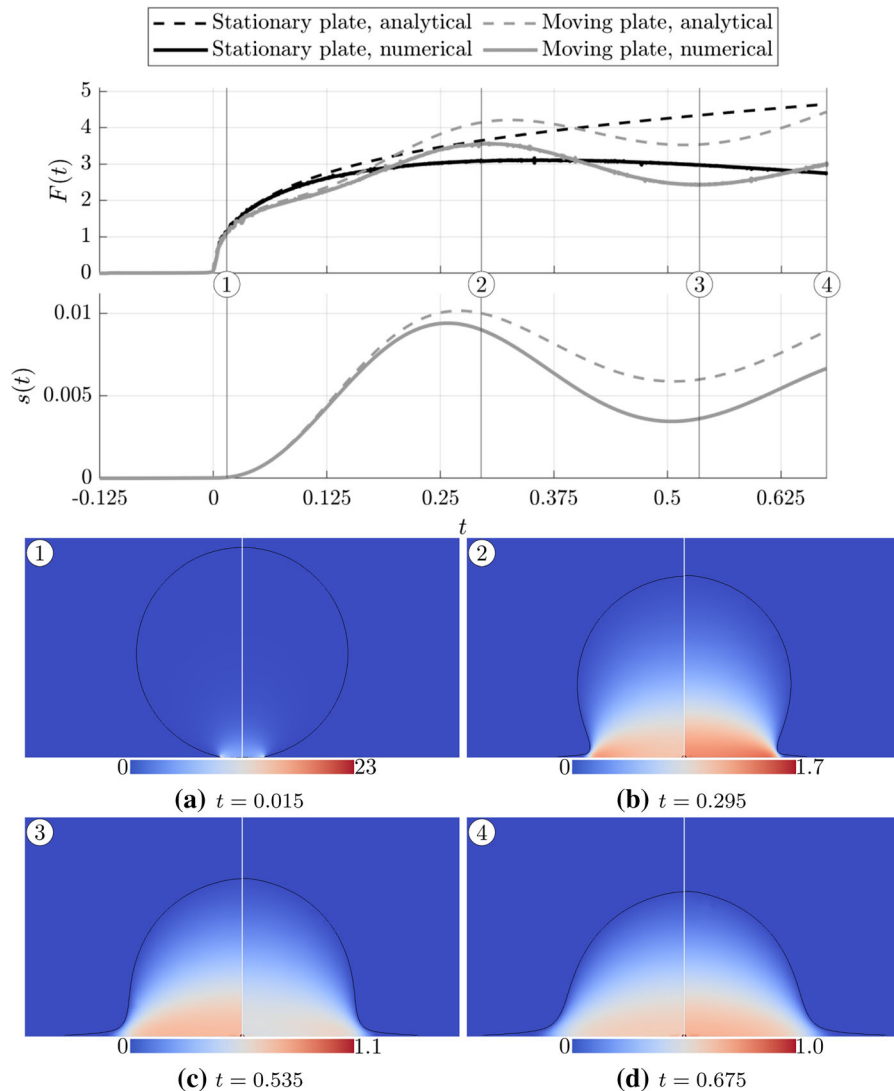 Stationary plate, analytical Moving plate, analytical
Stationary plate, numerical Moving plate, numerical
5
4
3
2
1
0
F(t)
1 2 3 4
0.01
0.005
0
s(t)
-0.125 0 0.125 0.25 0.375 0.5 0.625
t
1
0 23
(a) t = 0.015
2
0 1.7
(b) t = 0.295
3
0 1.1
(c) t = 0.535
4
0 1.0
(d) t = 0.675